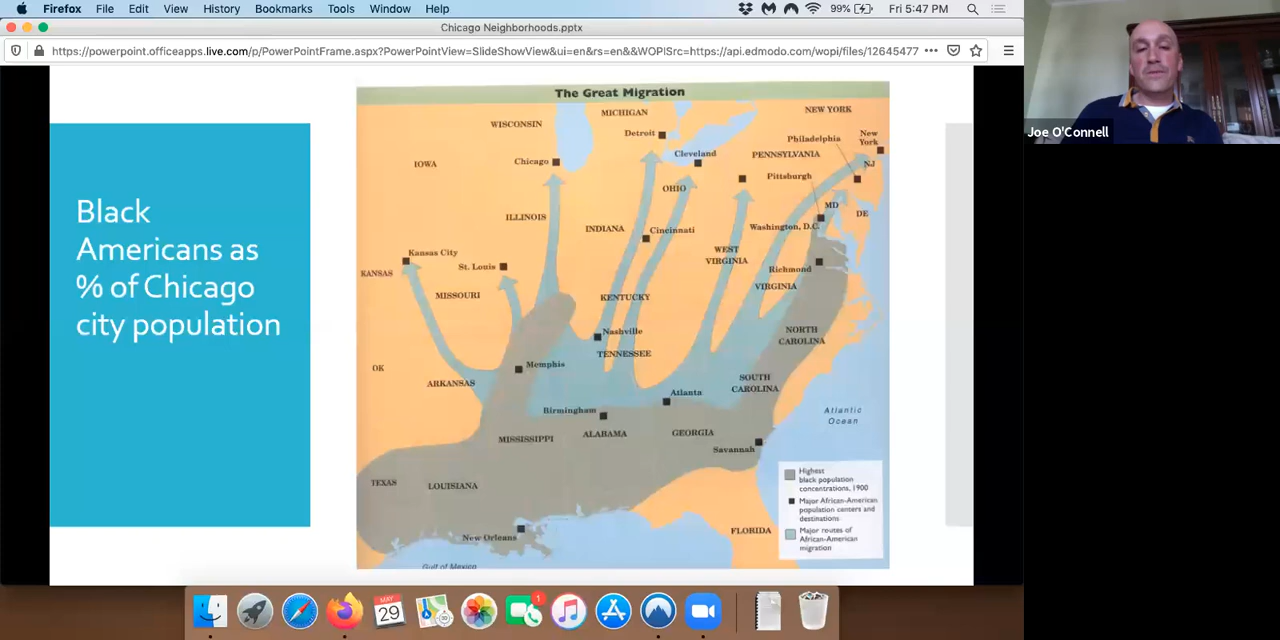 Firefox File Edit View History Bookmarks Tools Window Help 99% Fri 5:47 PM
Chicago Neighborhoods.pptx
https://powerpoint.officeapps.live.com/p/PowerPointFrame.aspx?PowerPointView=SlideShowView&ui=en&rs=en&&WOPISrc=https://api.edmodo.com/wopi/files/12645477
Joe O'Connell
Black
Americans as
% of Chicago
city population
The Great Migration
WISCONSIN
MICHIGAN
NEW YORK
Detroit
Philadelphia
New
York
Chicago
Cleveland
PENNSYLVANIA
IOWA
NJ
Pittsburgh
OHIO
MD
DE
ILLINOIS
INDIANA
Cincinnati
Washington, D.C.
Kansas City
WEST
VIRGINIA
KANSAS
St. Louis
Richmond
MISSOURI
KENTUCKY
VIRGINIA
Nashville
NORTH
CAROLINA
TENNESSEE
OK
Memphis
ARKANSAS
SOUTH
CAROLINA
Atlanta
Birmingham
Atlantic
Ocean
MISSISSIPPI
ALABAMA
GEORGIA
Savannah
TEXAS
LOUISIANA
Highest
black population
concentrations, 1900
Major African-American
population centers and
destinations
Major routes of
African-American
migration
FLORIDA
New Orleans
Gulf of Mexico
1
MAY
29